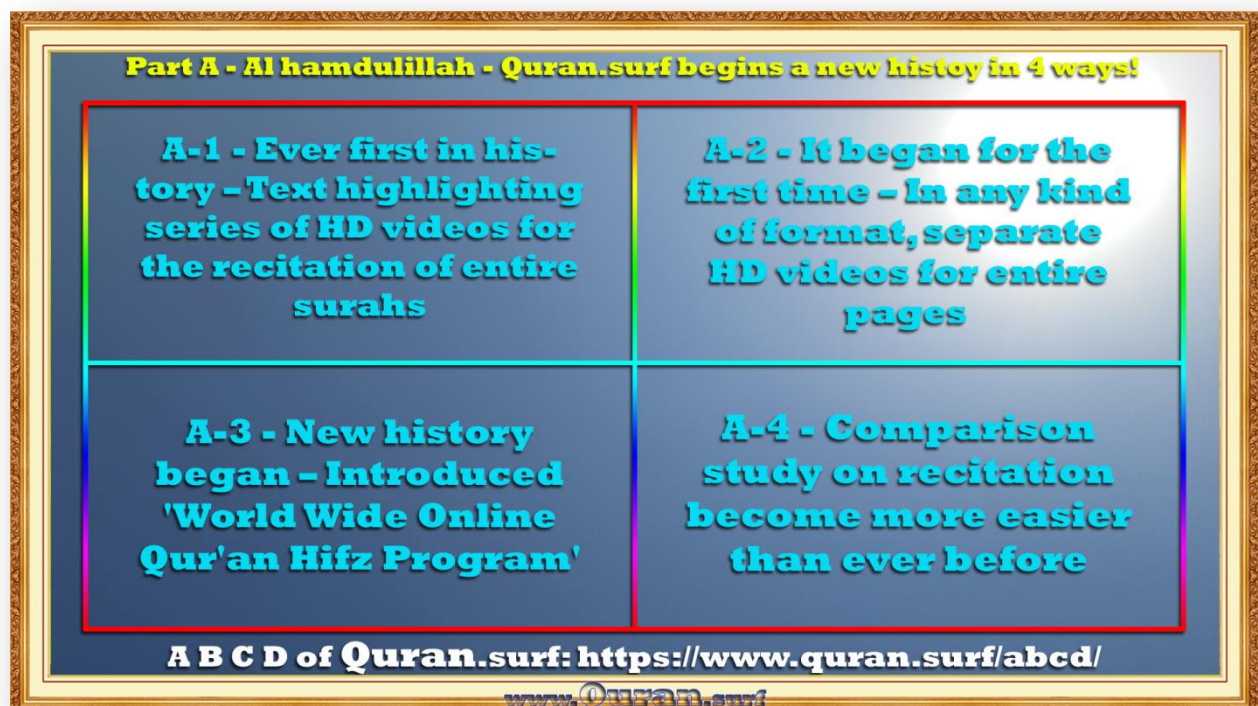 Part A - Al hamdulillah - Quran.surf begins a new histoy in 4 ways!
A-1 - Ever first in his-
tory – Text highlighting
series of HD videos for
the recitation of entire
surahs
A-2 - It began for the
first time – In any kind
of format, separate
HD videos for entire
pages
A-3 - New history
began – Introduced
'World Wide Online
Qur'an Hifz Program'
A-4 - Comparison
study on recitation
become more easier
than ever before
A B C D of Quran.surf: https://www.quran.surf/abcd/
www.Quran.surf